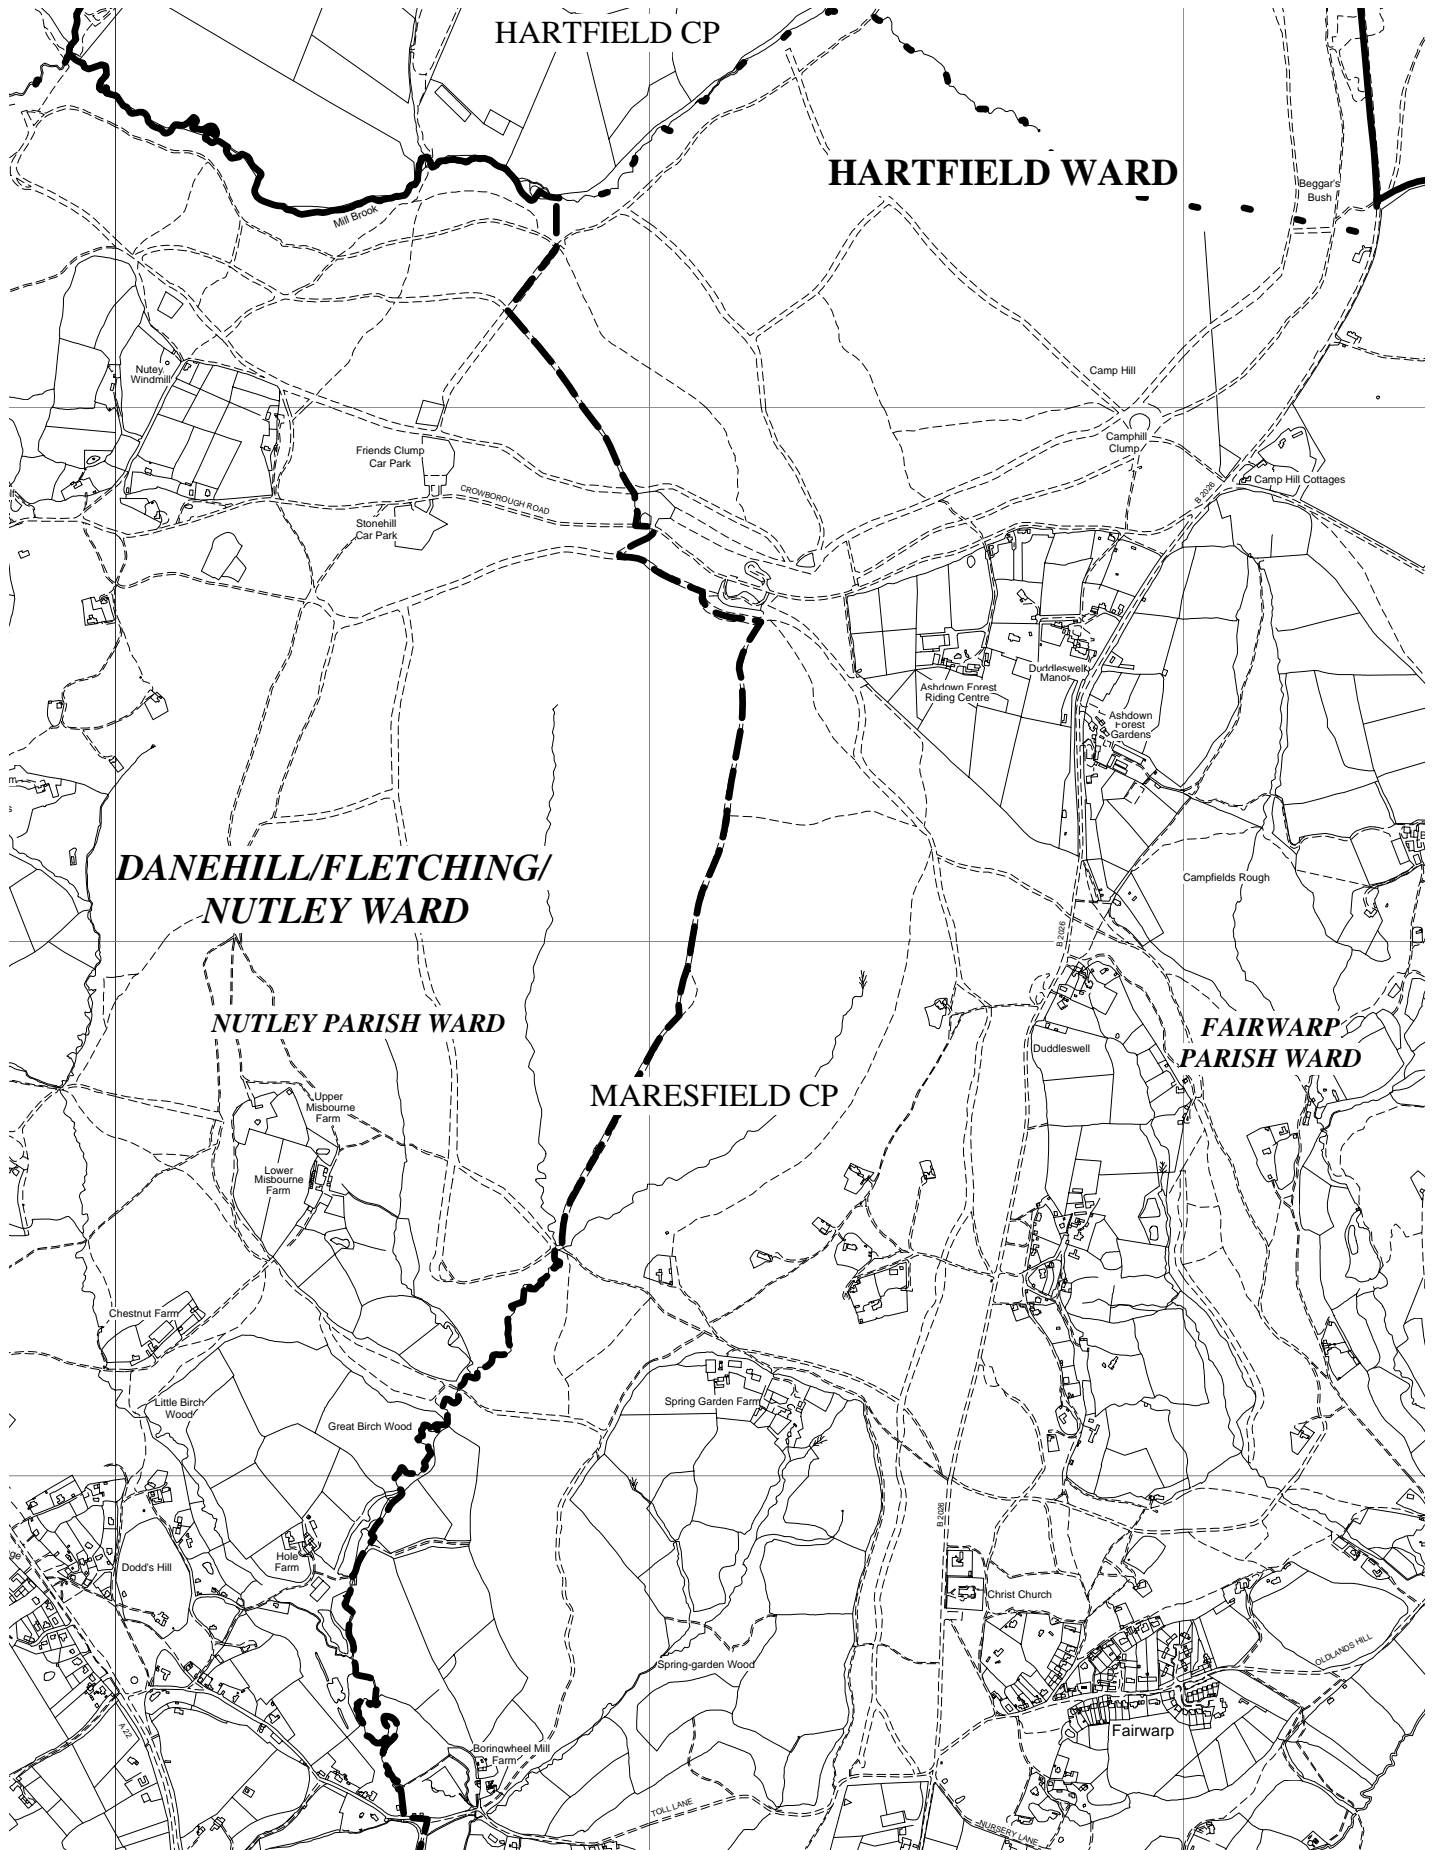 HARTFIELD CP
HARTFIELD WARD
Beggar's
Bush
Mill Brook
Nutey
Windmill
Camp Hill
Friends Clump
Car Park
Camphill
Clump
Camp Hill Cottages
CROWBOROUGH ROAD
B 2026
Stonehill
Car Park
Duddleswell
Manor
Ashdown Forest
Riding Centre
Ashdown
Forest
Gardens
DANEHILL/FLETCHING/
NUTLEY WARD
Campfields Rough
B 2026
NUTLEY PARISH WARD
FAIRWARP
PARISH WARD
Duddleswell
MARESFIELD CP
Upper
Misbourne
Farm
Lower
Misbourne
Farm
Chestnut Farm
Little Birch
Wood
Great Birch Wood
Spring Garden Farm
B 2026
Dodd's Hill
Hole
Farm
Christ Church
Spring-garden Wood
OLDLANDS HILL
A 22
Fairwarp
Boringwheel Mill
Farm
TOLL LANE
NURSERY LANE